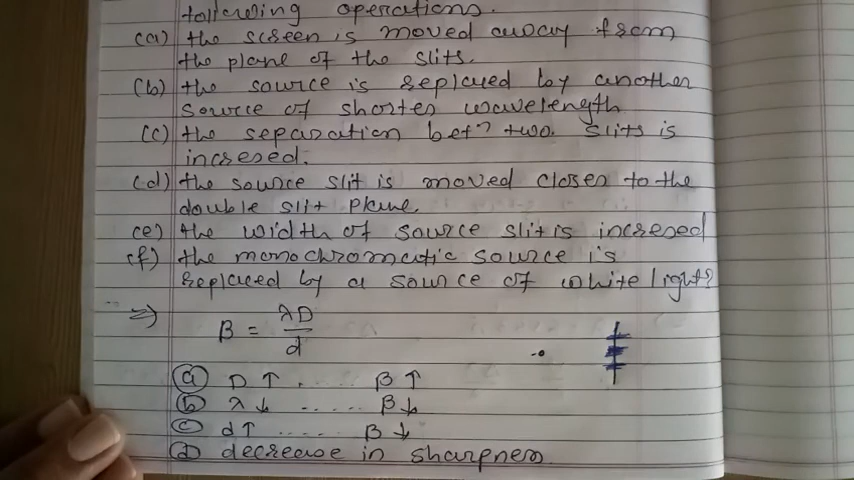 following operations.
(a) the screen is moved away from
the plane of the slits.
(b) the source is replaced by another
source of shorter wavelength
(c) the separation betn two slits is
incresed.
(d) the source slit is moved closer to the
double slit plane.
(e) the width of source slit is incresed
(f) the monochromatic source is
replaced by a source of white light?
⇒
β = λD/d
(a) D ↑ ...... β ↑
(b) λ ↓ ...... β ↓
(c) d ↑ ...... β ↓
(d) decrease in sharpness